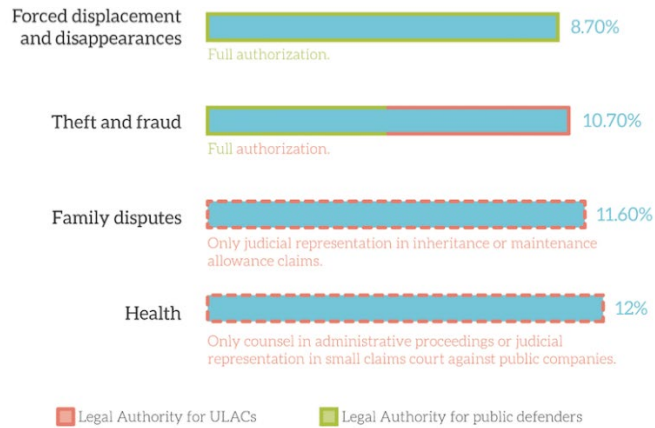 Forced displacement
and disappearances
8.70%
Full authorization.
Theft and fraud
10.70%
Full authorization.
Family disputes
11.60%
Only judicial representation in inheritance or maintenance
allowance claims.
Health
12%
Only counsel in administrative proceedings or judicial
representation in small claims court against public companies.
Legal Authority for ULACs
Legal Authority for public defenders